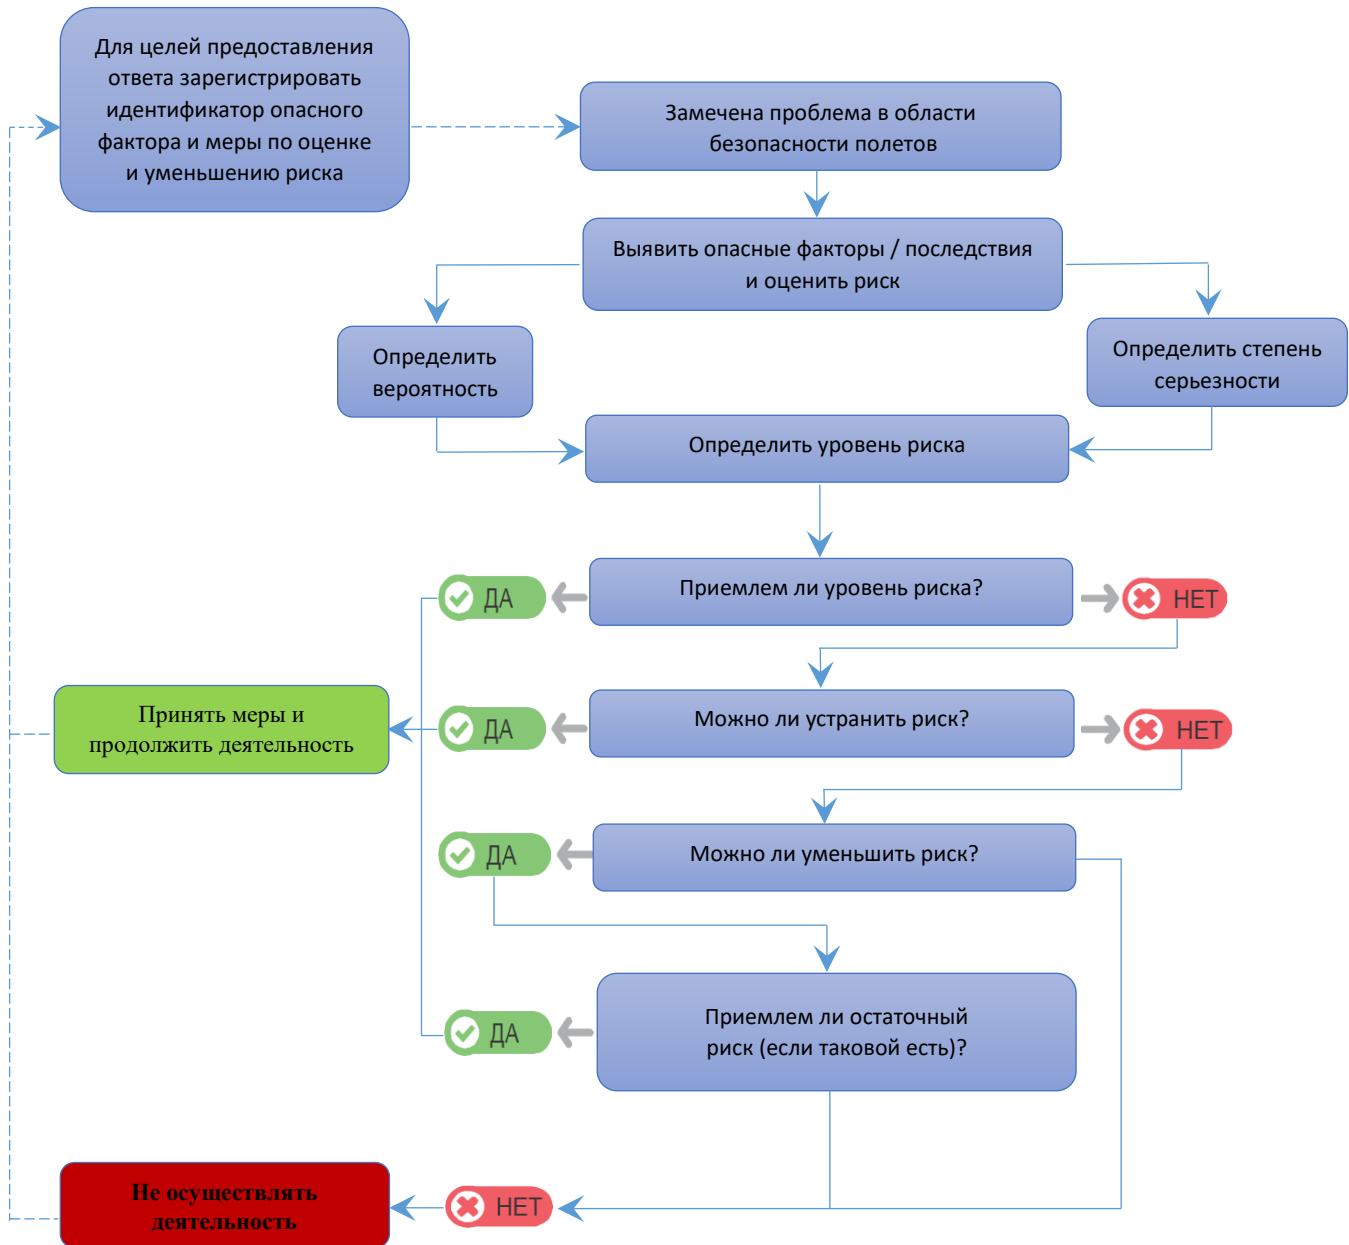 Для целей предоставления
ответа зарегистрировать
идентификатор опасного
фактора и меры по оценке
и уменьшению риска
Замечена проблема в области
безопасности полетов
Выявить опасные факторы / последствия
и оценить риск
Определить
вероятность
Определить степень
серьезности
Определить уровень риска
ДА
Приемлем ли уровень риска?
НЕТ
Принять меры и
продолжить деятельность
ДА
Можно ли устранить риск?
НЕТ
ДА
Можно ли уменьшить риск?
ДА
Приемлем ли остаточный
риск (если таковой есть)?
Не осуществлять
деятельность
НЕТ